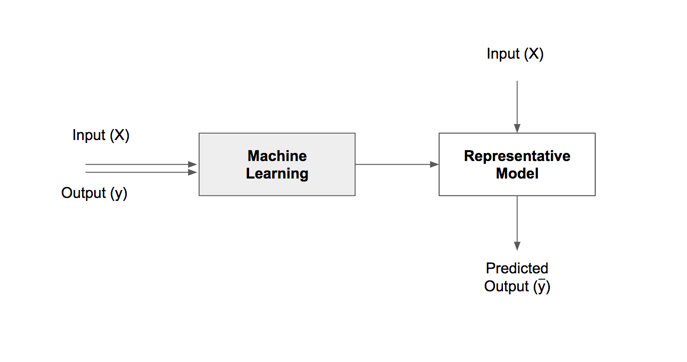 Input (X)
Input (X)
Machine
Learning
Representative
Model
Output (y)
Predicted
Output (ȳ)